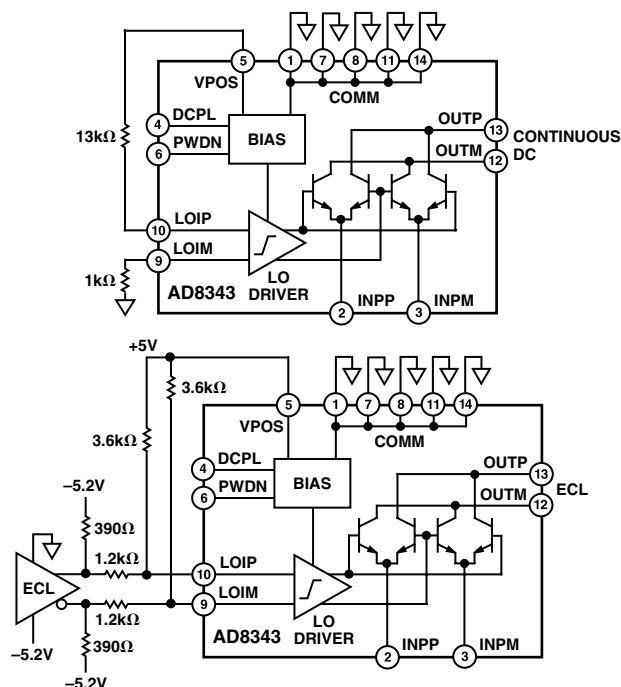 5
1
7
8
11
14
VPOS
COMM
4
DCPL
OUTP
13
CONTINUOUS
DC
13kΩ
6
PWDN
BIAS
OUTM
12
10
LOIP
9
LOIM
1kΩ
LO
DRIVER
AD8343
2
INPP
3
INPM
+5V
3.6kΩ
5
1
7
8
11
14
VPOS
COMM
3.6kΩ
4
DCPL
OUTP
13
–5.2V
6
PWDN
BIAS
OUTM
12
ECL
390Ω
1.2kΩ
10
LOIP
ECL
9
LOIM
1.2kΩ
LO
DRIVER
AD8343
–5.2V
390Ω
2
INPP
3
INPM
–5.2V